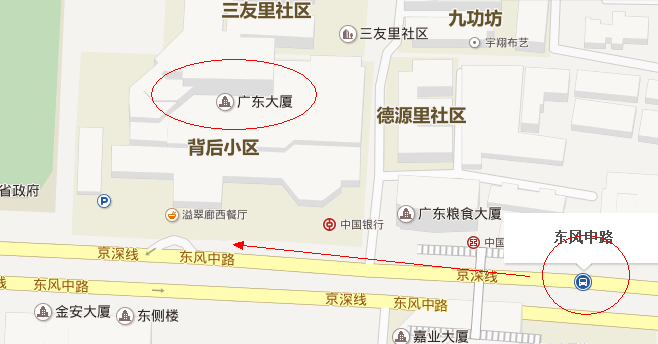 三友里社区
九功坊
三友里社区
宇翔布艺
广东大厦
德源里社区
背后小区
省政府
P
溢翠廊西餐厅
中国银行
广东粮食大厦
中国
东风中路
京深线
东风中路
京深线
东风中路
京深线
东风中路
金安大厦
东侧楼
嘉业大厦